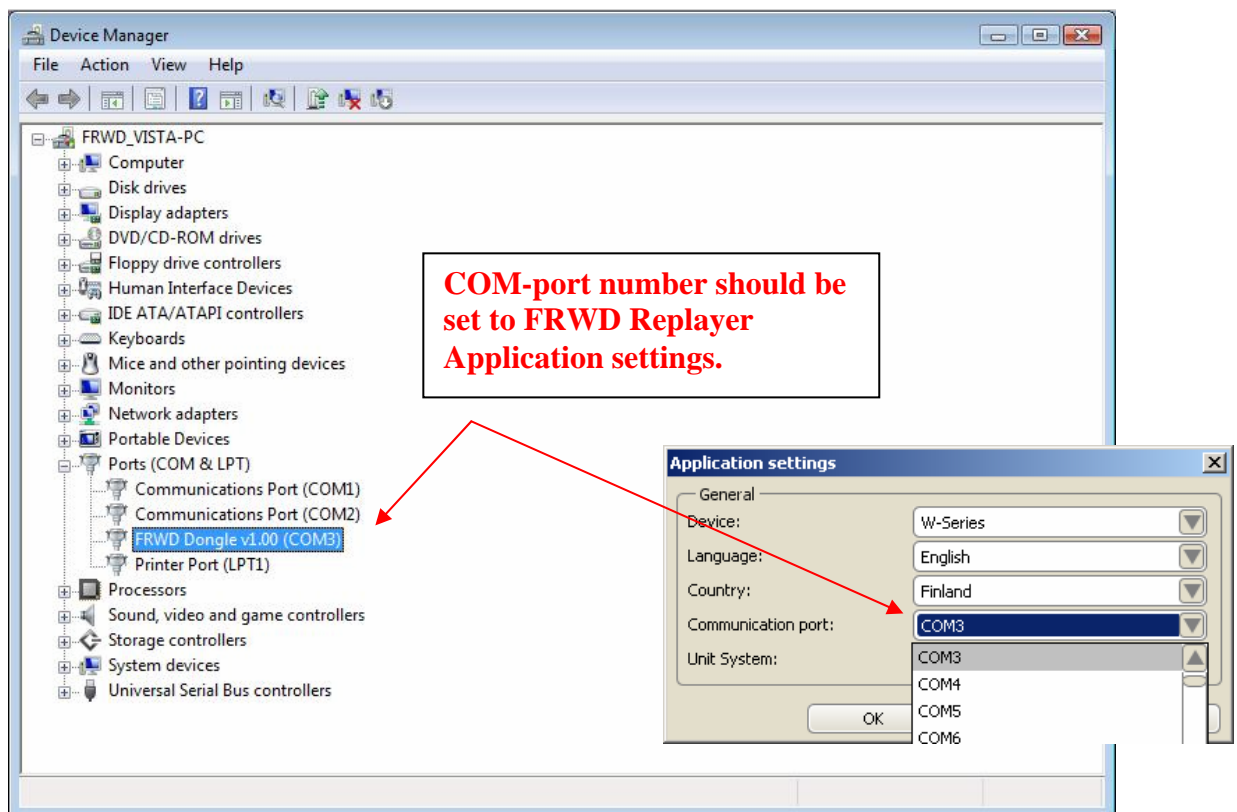 Device Manager
File Action View Help
FRWD_VISTA-PC
Computer
Disk drives
Display adapters
DVD/CD-ROM drives
Floppy drive controllers
Human Interface Devices
IDE ATA/ATAPI controllers
Keyboards
Mice and other pointing devices
Monitors
Network adapters
Portable Devices
Ports (COM & LPT)
Communications Port (COM1)
Communications Port (COM2)
FRWD Dongle v1.00 (COM3)
Printer Port (LPT1)
Processors
Sound, video and game controllers
Storage controllers
System devices
Universal Serial Bus controllers
COM-port number should be
set to FRWD Replayer
Application settings.
Application settings
General
Device: W-Series
Language: English
Country: Finland
Communication port: COM3
Unit System: COM3
COM4
OK COM5
COM6